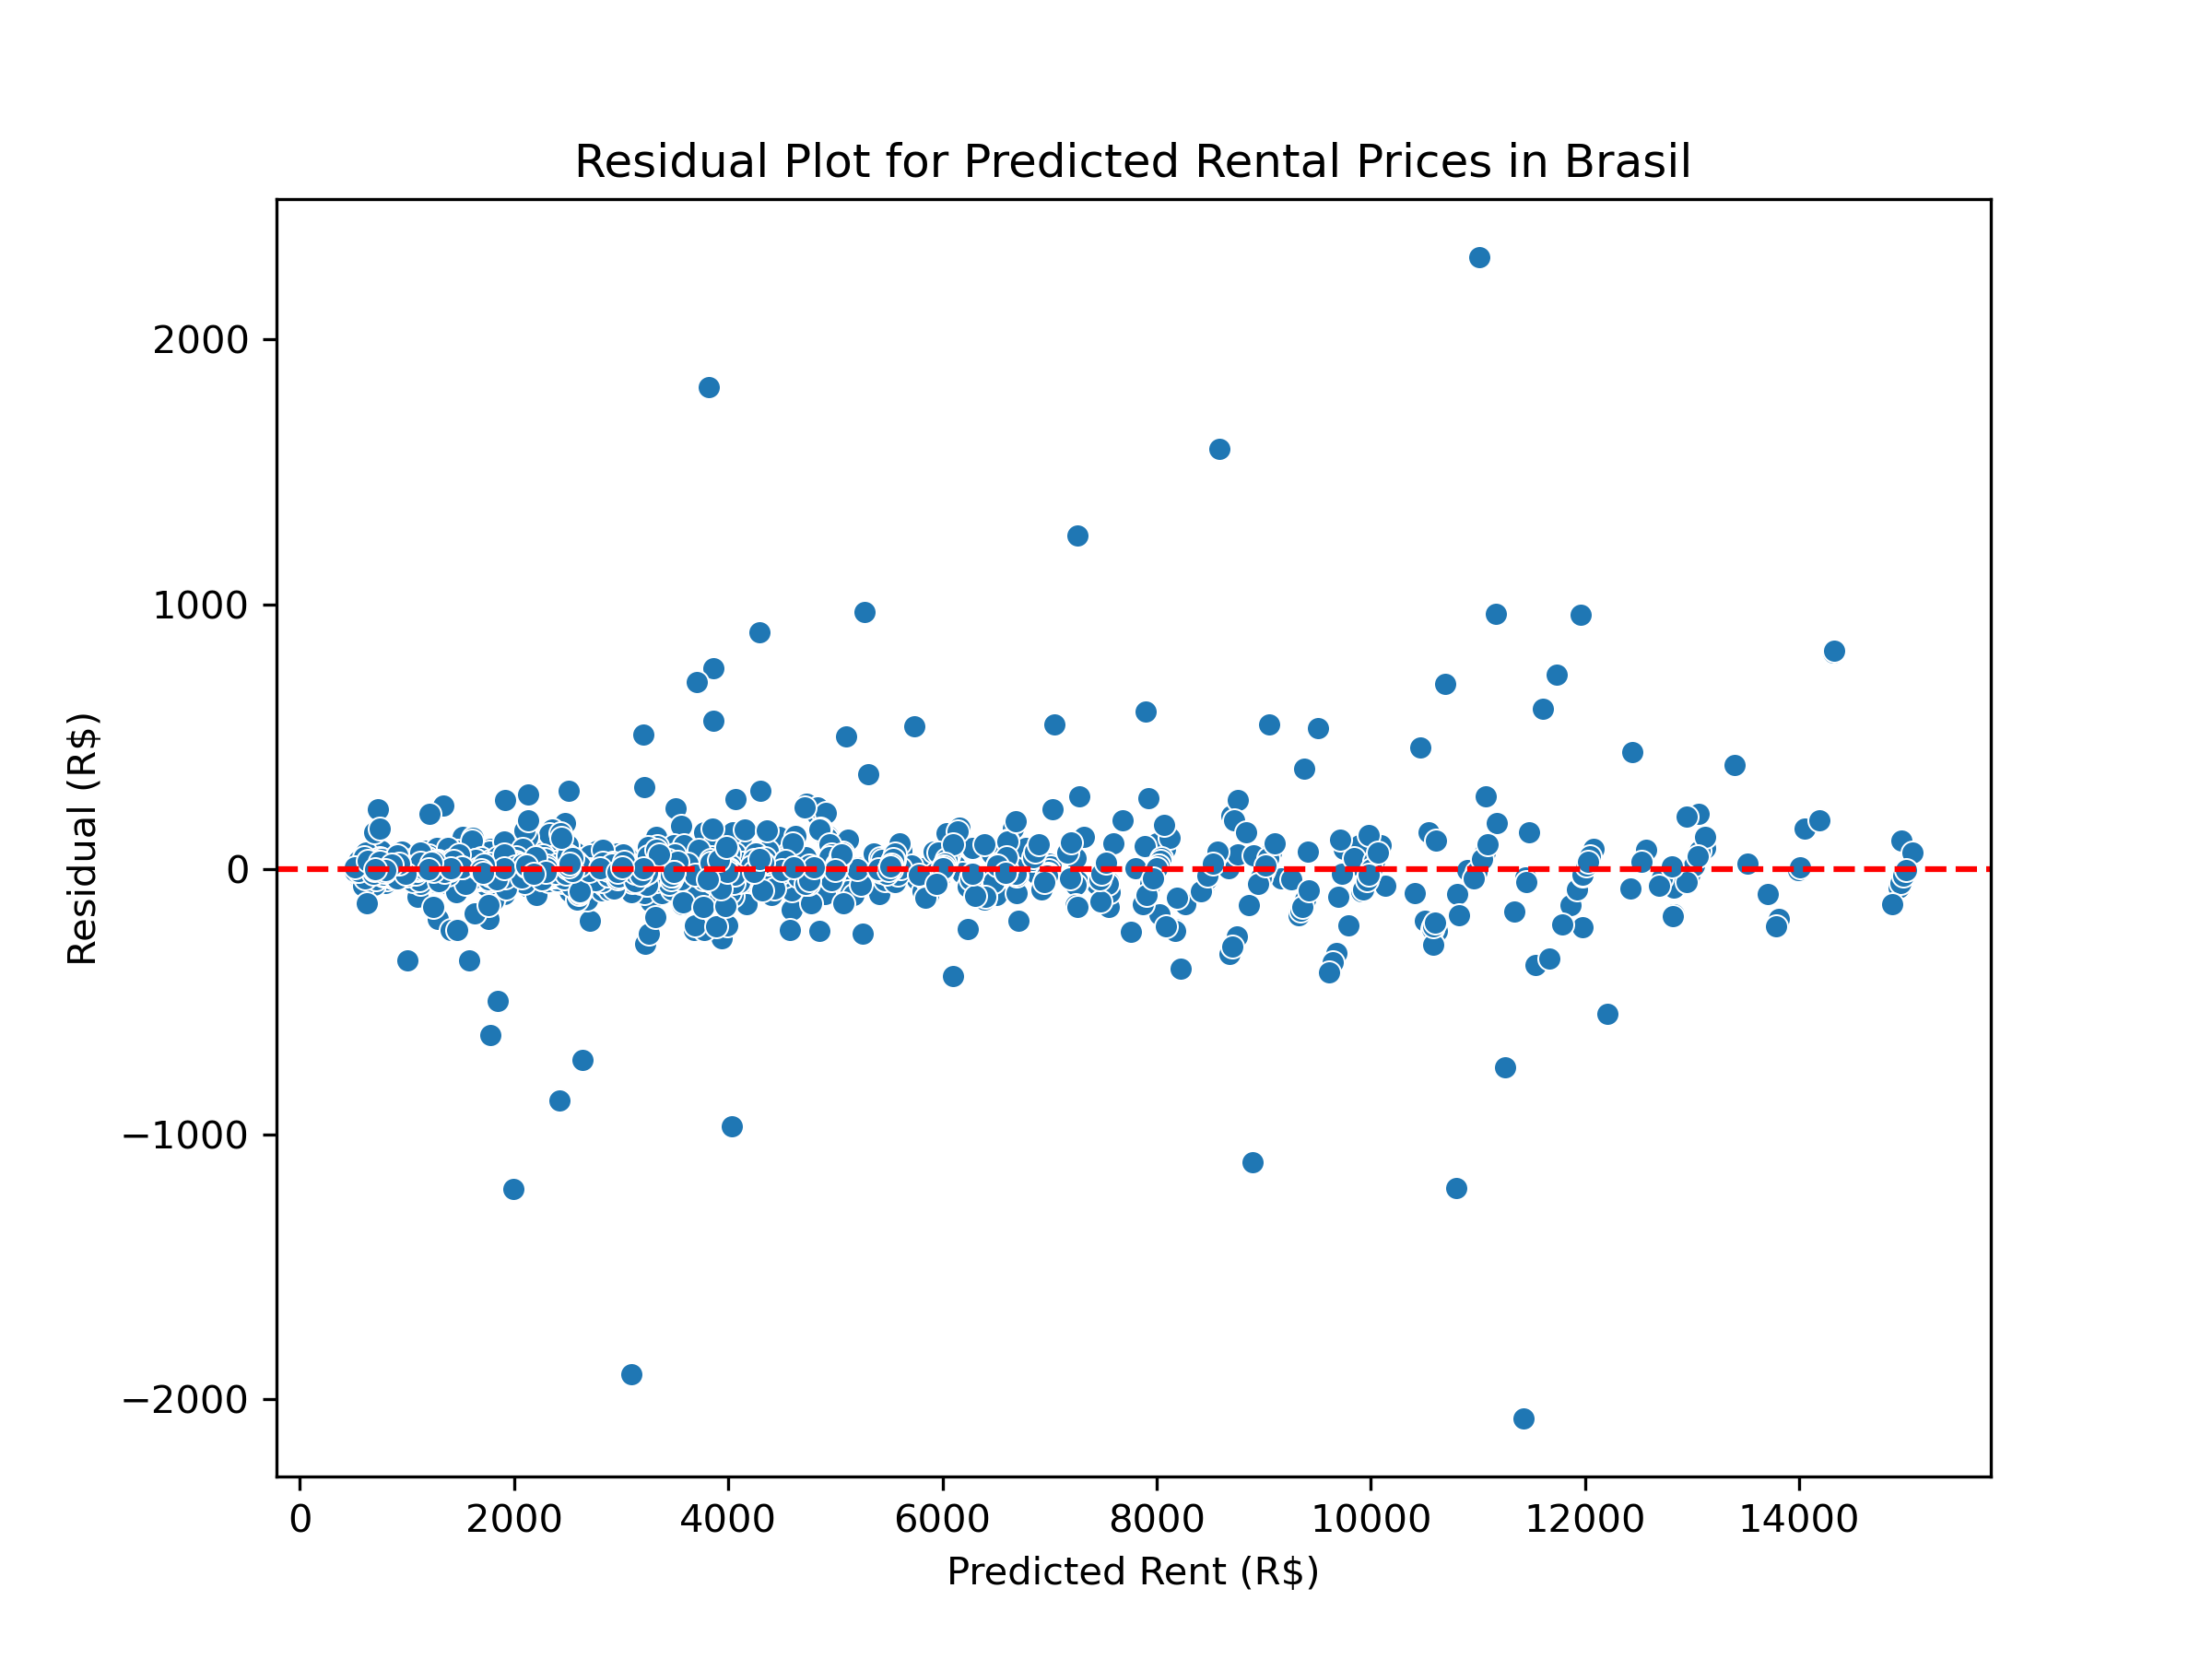 Residual Plot for Predicted Rental Prices in Brasil
2000
1000
0
−1000
−2000
Residual (R$)
0 2000 4000 6000 8000 10000 12000 14000
Predicted Rent (R$)